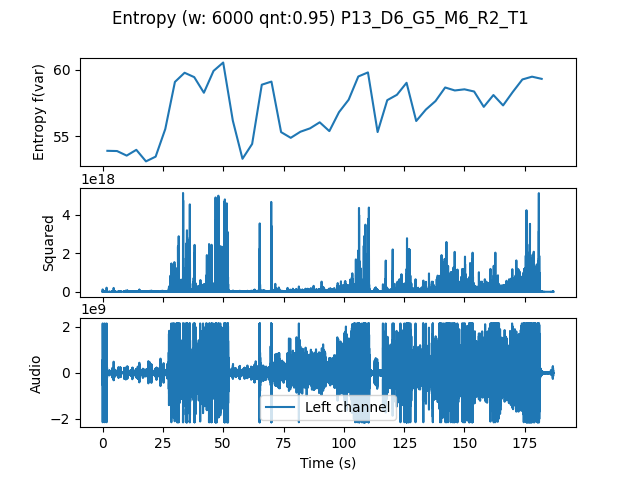 Entropy (w: 6000 qnt:0.95) P13_D6_G5_M6_R2_T1
Entropy f(var)
60
55
1e18
Squared
4
2
0
1e9
Audio
2
0
−2
Left channel
0 25 50 75 100 125 150 175
Time (s)